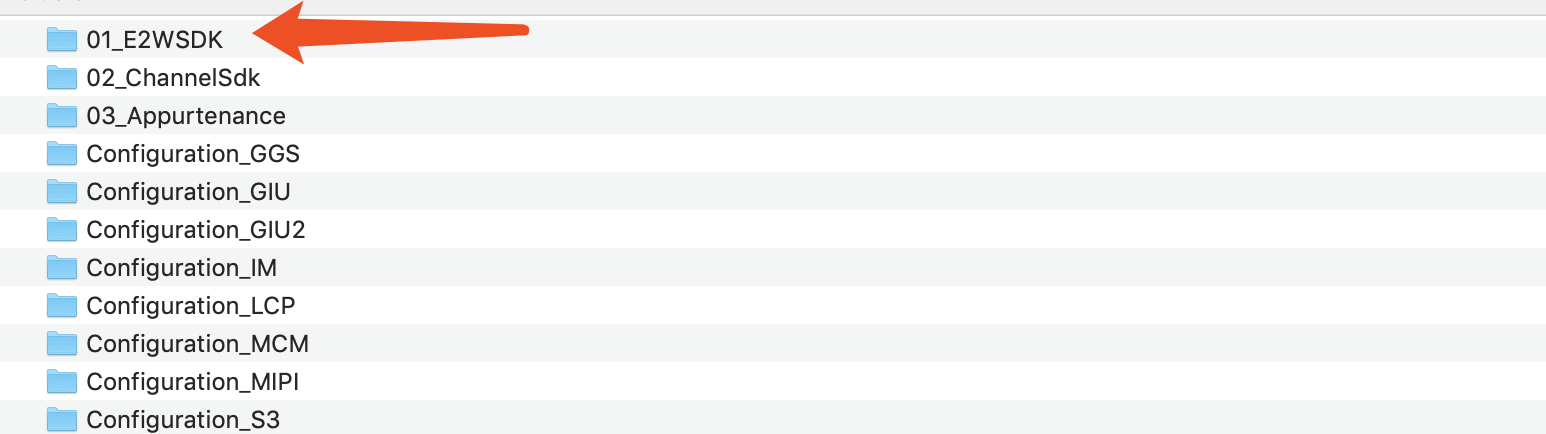 01_E2WSDK
02_ChannelSdk
03_Appurtenance
Configuration_GGS
Configuration_GIU
Configuration_GIU2
Configuration_IM
Configuration_LCP
Configuration_MCM
Configuration_MIPI
Configuration_S3